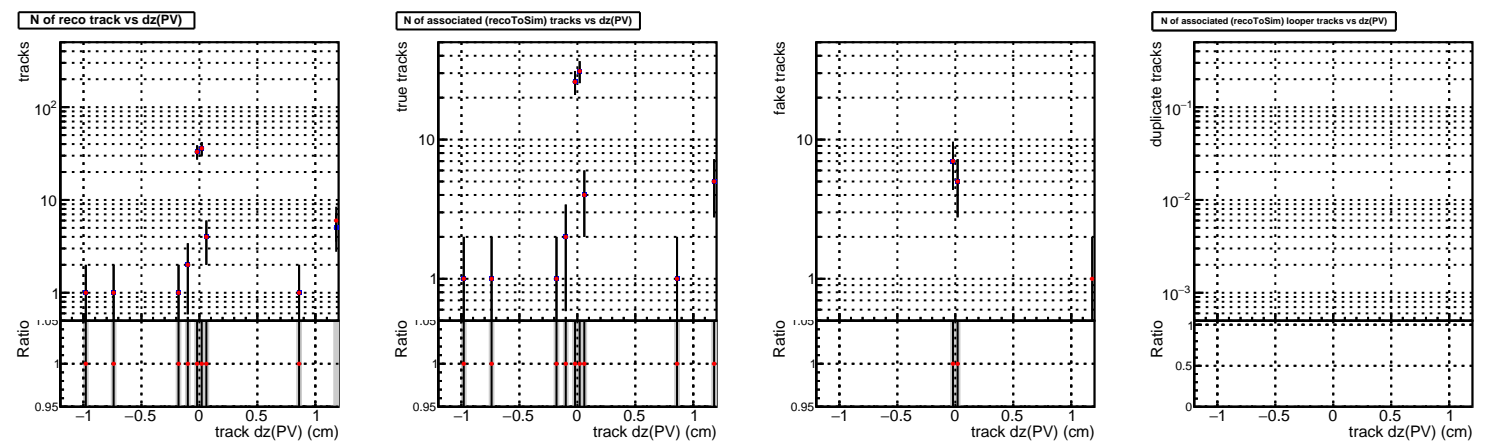 N of reco track vs dz(PV)
tracks
10²
10
1
Ratio
1.05
1
0.95
−1 −0.5 0 0.5 1
track dz(PV) (cm)
N of associated (recoToSim) tracks vs dz(PV)
true tracks
10
1
Ratio
1.05
1
0.95
−1 −0.5 0 0.5 1
track dz(PV) (cm)
fake tracks
10
1
Ratio
1.05
1
0.95
−1 −0.5 0 0.5 1
track dz(PV) (cm)
N of associated (recoToSim) looper tracks vs dz(PV)
duplicate tracks
10⁻¹
10⁻²
10⁻³
Ratio
1
0.5
0
−1 −0.5 0 0.5 1
track dz(PV) (cm)